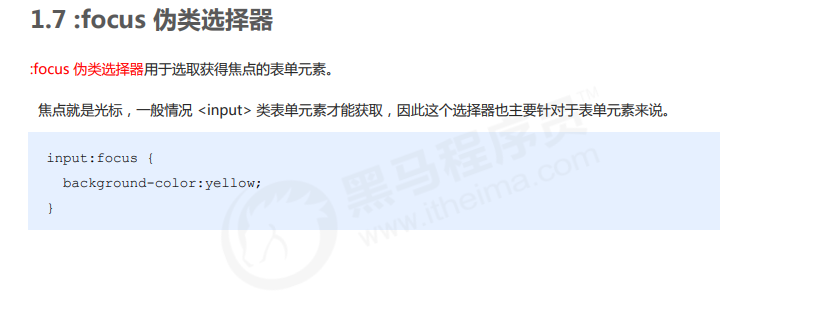 1.7 :focus 伪类选择器
:focus 伪类选择器用于选取获得焦点的表单元素。
焦点就是光标，一般情况 <input> 类表单元素才能获取，因此这个选择器也主要针对于表单元素来说。
input:focus {
background-color:yellow;
}
黑马程序员™
www.itheima.com